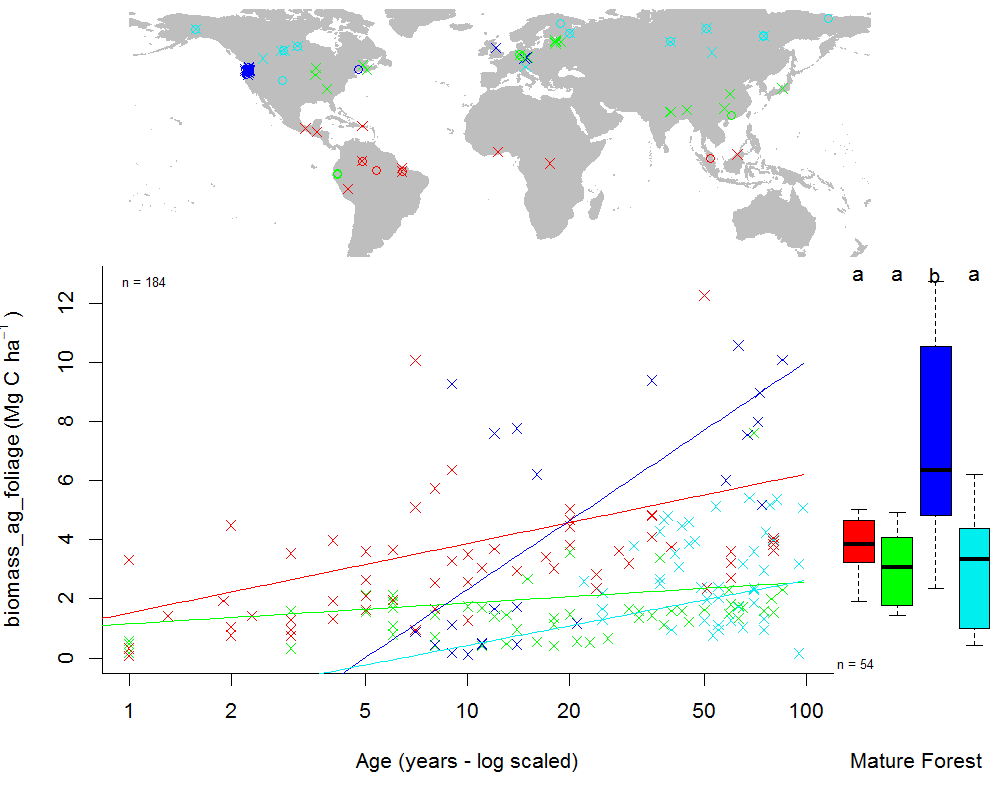 a a b a
n = 184
biomass_ag_foliage (Mg C ha⁻¹)
12
10
8
6
4
2
0
n = 54
1 2 5 10 20 50 100
Age (years - log scaled)
Mature Forest